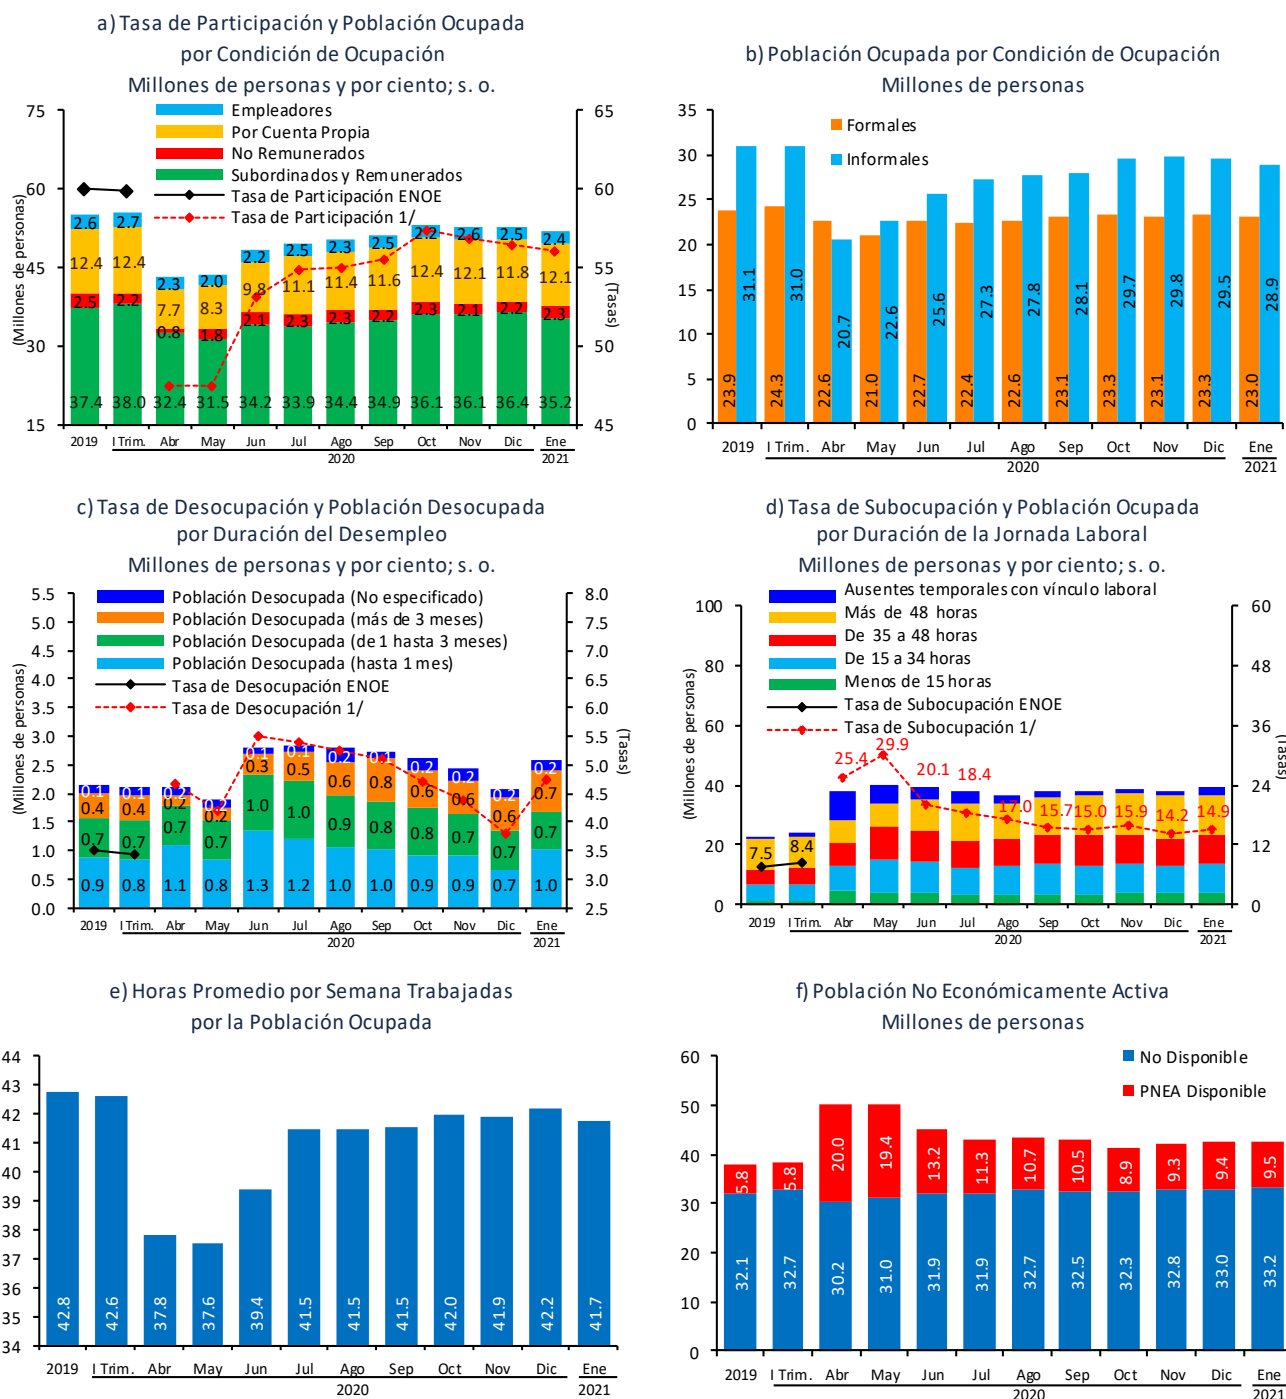 a) Tasa de Participación y Población Ocupada
por Condición de Ocupación
Millones de personas y por ciento; s. o.
Empleadores
Por Cuenta Propia
No Remunerados
Subordinados y Remunerados
Tasa de Participación ENOE
Tasa de Participación 1/
(Millones de personas)
(Tasas)
75
60
45
30
15
65
60
55
50
45
2.6 2.7 2.3 2.0 2.2 2.5 2.3 2.5 2.2 2.6 2.5 2.4
12.4 12.4 7.7 8.3 9.8 11.1 11.4 11.6 12.4 12.1 11.8 12.1
2.5 2.2 0.8 1.8 2.1 2.3 2.3 2.2 2.3 2.1 2.2 2.3
37.4 38.0 32.4 31.5 34.2 33.9 34.4 34.9 36.1 36.1 36.4 35.2
2019 I Trim. Abr May Jun Jul Ago Sep Oct Nov Dic Ene
2020 2021
b) Población Ocupada por Condición de Ocupación
Millones de personas
Formales
Informales
35
30
25
20
15
10
5
0
23.9 24.3 22.6 21.0 22.7 22.4 22.6 23.1 23.3 23.1 23.3 23.0
31.1 31.0 20.7 22.6 25.6 27.3 27.8 28.1 29.7 29.8 29.5 28.9
2019 I Trim. Abr May Jun Jul Ago Sep Oct Nov Dic Ene
2020 2021
c) Tasa de Desocupación y Población Desocupada
por Duración del Desempleo
Millones de personas y por ciento; s. o.
Población Desocupada (No especificado)
Población Desocupada (más de 3 meses)
Población Desocupada (de 1 hasta 3 meses)
Población Desocupada (hasta 1 mes)
Tasa de Desocupación ENOE
Tasa de Desocupación 1/
(Millones de personas)
(Tasas)
5.5
5.0
4.5
4.0
3.5
3.0
2.5
2.0
1.5
1.0
0.5
0.0
8.0
7.5
7.0
6.5
6.0
5.5
5.0
4.5
4.0
3.5
3.0
2.5
0.1 0.1 0.2 0.2 0.1 0.1 0.2 0.1 0.2 0.2 0.2 0.2
0.4 0.4 0.2 0.2 0.3 0.5 0.6 0.8 0.6 0.6 0.6 0.7
0.7 0.7 0.7 0.7 1.0 1.0 0.9 0.8 0.8 0.7 0.7 0.7
0.9 0.8 1.1 0.8 1.3 1.2 1.0 1.0 0.9 0.9 0.7 1.0
2019 I Trim. Abr May Jun Jul Ago Sep Oct Nov Dic Ene
2020 2021
d) Tasa de Subocupación y Población Ocupada
por Duración de la Jornada Laboral
Millones de personas y por ciento; s. o.
Ausentes temporales con vínculo laboral
Más de 48 horas
De 35 a 48 horas
De 15 a 34 horas
Menos de 15 horas
Tasa de Subocupación ENOE
Tasa de Subocupación 1/
(Millones de personas)
(Tasas)
100
80
60
40
20
0
60
48
36
24
12
0
7.5 8.4 25.4 29.9 20.1 18.4 17.0 15.7 15.0 15.9 14.2 14.9
2019 I Trim. Abr May Jun Jul Ago Sep Oct Nov Dic Ene
2020 2021
e) Horas Promedio por Semana Trabajadas
por la Población Ocupada
44
43
42
41
40
39
38
37
36
35
34
42.8 42.6 37.8 37.6 39.4 41.5 41.5 41.5 42.0 41.9 42.2 41.7
2019 I Trim. Abr May Jun Jul Ago Sep Oct Nov Dic Ene
2020 2021
f) Población No Económicamente Activa
Millones de personas
No Disponible
PNEA Disponible
60
50
40
30
20
10
0
5.8 5.8 20.0 19.4 13.2 11.3 10.7 10.5 8.9 9.3 9.4 9.5
32.1 32.7 30.2 31.0 31.9 31.9 32.7 32.5 32.3 32.8 33.0 33.2
2019 I Trim. Abr May Jun Jul Ago Sep Oct Nov Dic Ene
2020 2021